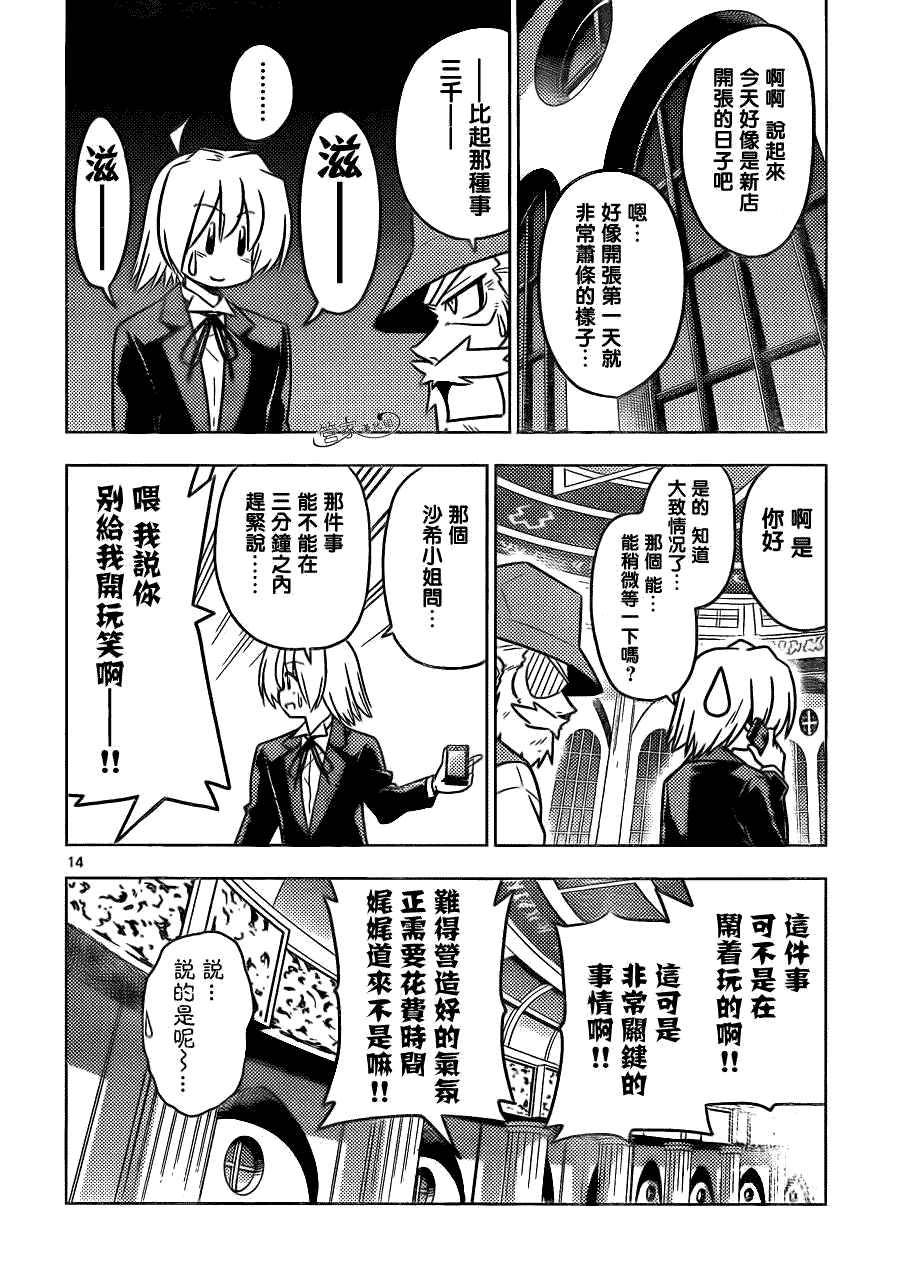 啊啊 說起來
今天好像是新店
開張的日子吧
嗯…
好像開張第一天就
非常蕭條的樣子…
——比起那種事
三千——
……
滋——
滋——
啊 是
你好
是的 知道
大致情况了…
那個 能…
能稍微等一下嗎？
那個
沙希小姐問…
那件事
能不能在
三分鐘之內
趕緊說……
喂 我說你
別給我開玩笑啊——!!
14
這件事
可不是在
鬧着玩的啊!!
這可是
非常關鍵的
事情啊!!
難得營造好的氣氛
正需要花費時間
娓娓道來不是嘛!!
說…
說的是呢～…